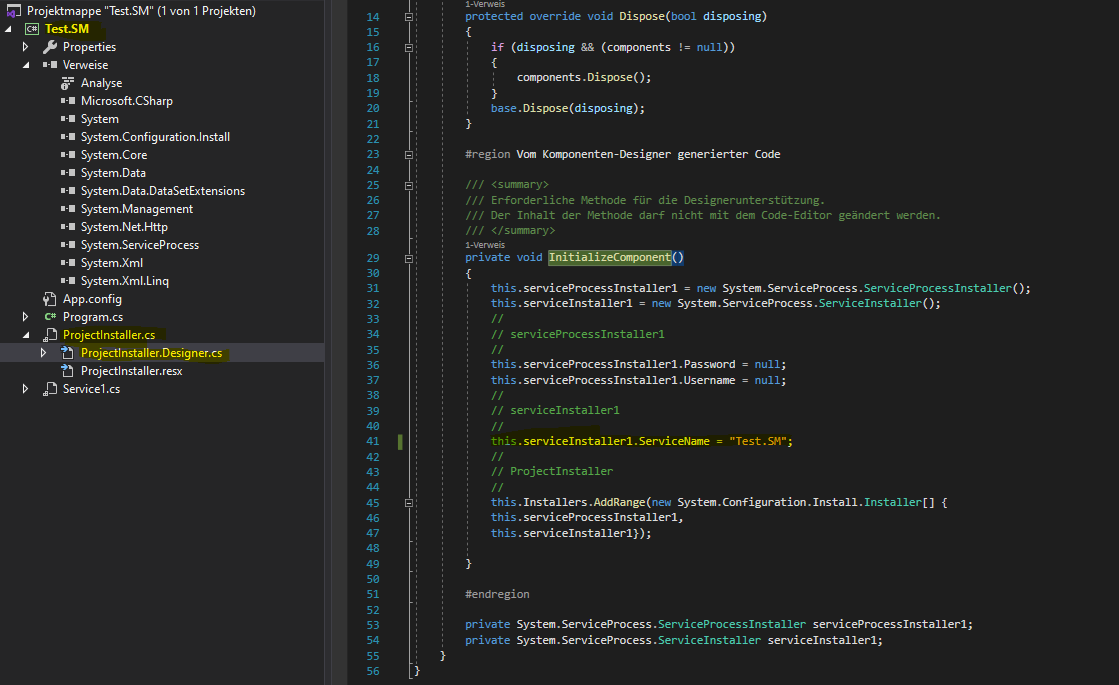 Projektmappe "Test.SM" (1 von 1 Projekten)
C# Test.SM
Properties
Verweise
Analyse
Microsoft.CSharp
System
System.Configuration.Install
System.Core
System.Data
System.Data.DataSetExtensions
System.Management
System.Net.Http
System.ServiceProcess
System.Xml
System.Xml.Linq
App.config
C# Program.cs
ProjectInstaller.cs
ProjectInstaller.Designer.cs
ProjectInstaller.resx
Service1.cs
1-Verweis
14 protected override void Dispose(bool disposing)
15 {
16 if (disposing && (components != null))
17 {
18 components.Dispose();
19 }
20 base.Dispose(disposing);
21 }
22
23 #region Vom Komponenten-Designer generierter Code
24
25 /// <summary>
26 /// Erforderliche Methode für die Designerunterstützung.
27 /// Der Inhalt der Methode darf nicht mit dem Code-Editor geändert werden.
28 /// </summary>
1-Verweis
29 private void InitializeComponent()
30 {
31 this.serviceProcessInstaller1 = new System.ServiceProcess.ServiceProcessInstaller();
32 this.serviceInstaller1 = new System.ServiceProcess.ServiceInstaller();
33 //
34 // serviceProcessInstaller1
35 //
36 this.serviceProcessInstaller1.Password = null;
37 this.serviceProcessInstaller1.Username = null;
38 //
39 // serviceInstaller1
40 //
41 this.serviceInstaller1.ServiceName = "Test.SM";
42 //
43 // ProjectInstaller
44 //
45 this.Installers.AddRange(new System.Configuration.Install.Installer[] {
46 this.serviceProcessInstaller1,
47 this.serviceInstaller1});
48
49 }
50
51 #endregion
52
53 private System.ServiceProcess.ServiceProcessInstaller serviceProcessInstaller1;
54 private System.ServiceProcess.ServiceInstaller serviceInstaller1;
55 }
56 }